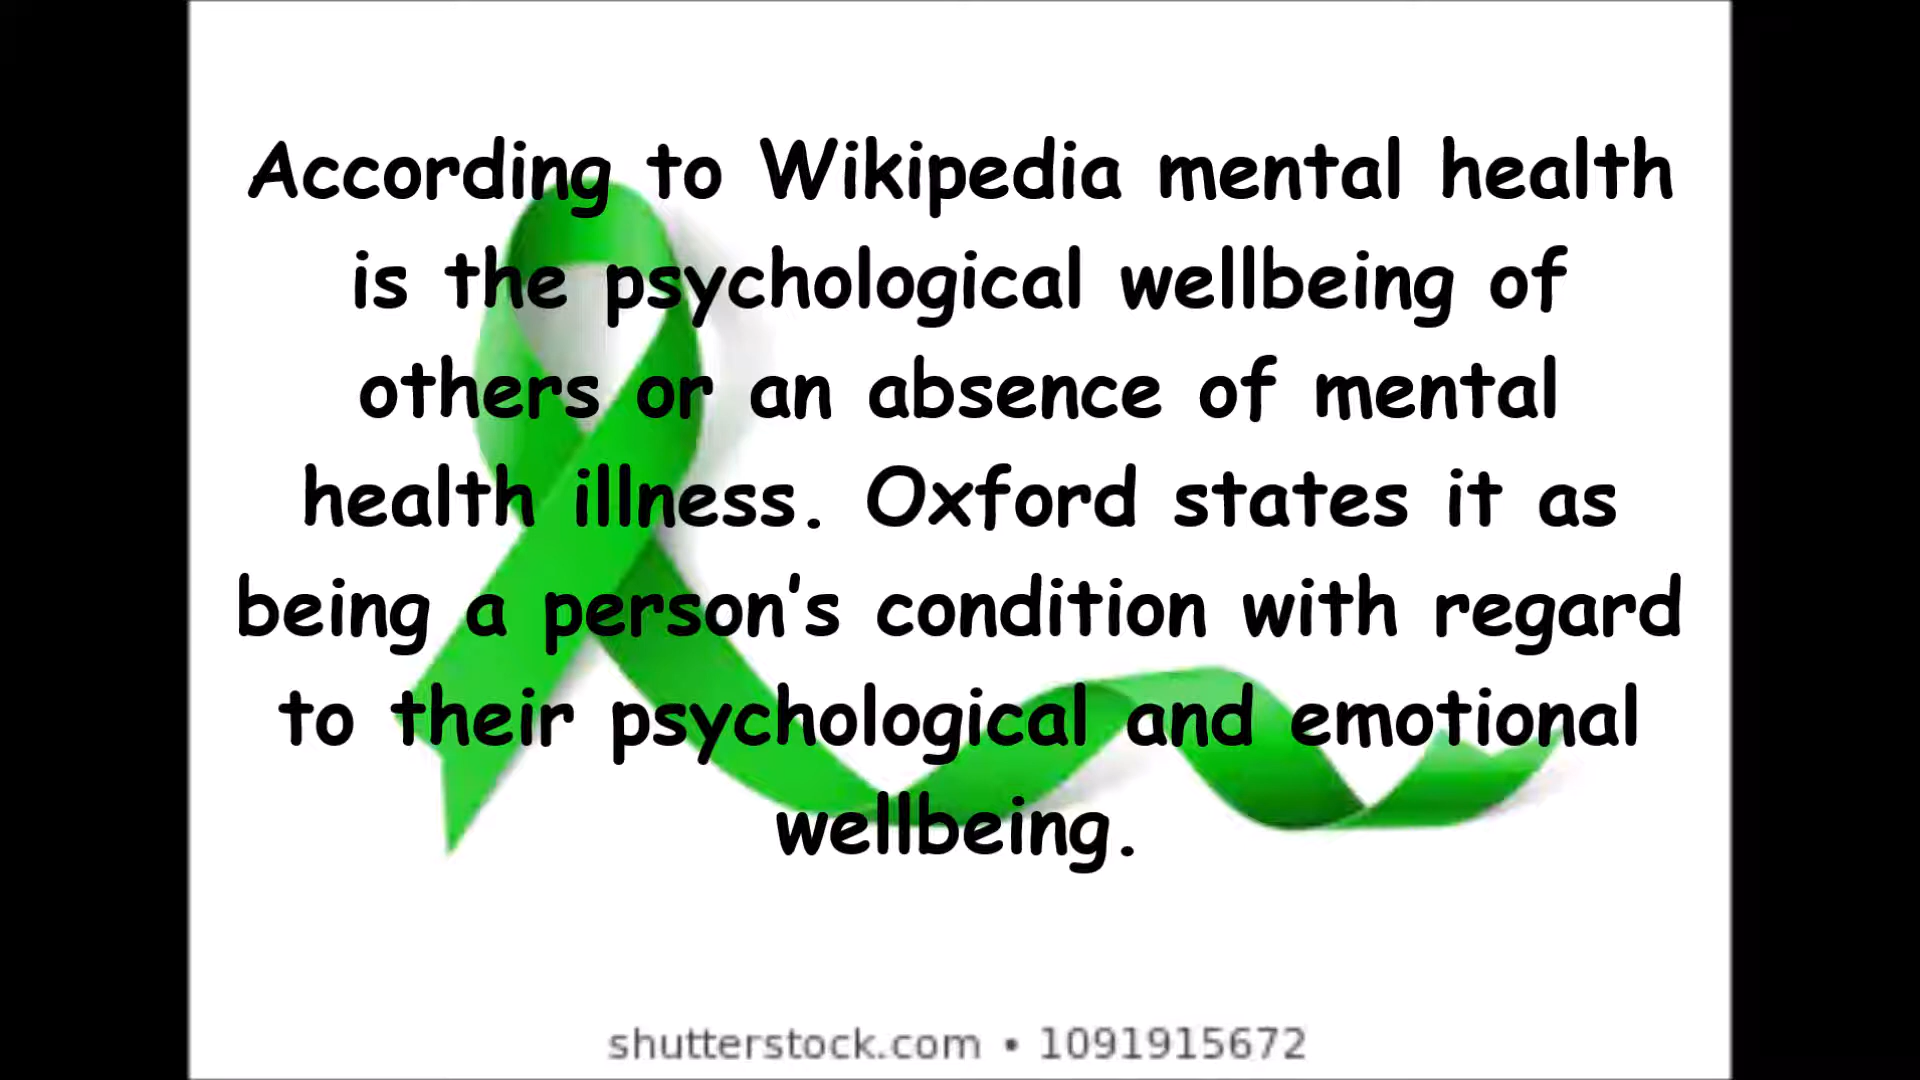 According to Wikipedia mental health
is the psychological wellbeing of
others or an absence of mental
health illness. Oxford states it as
being a person's condition with regard
to their psychological and emotional
wellbeing.
shutterstock.com • 1091915672